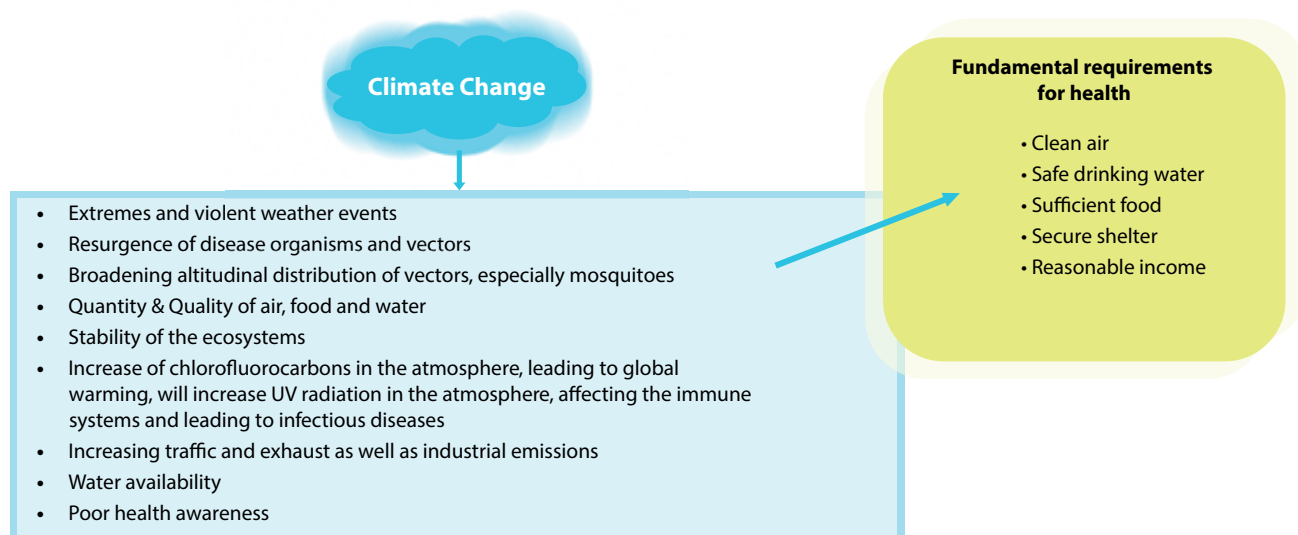 Climate Change
• Extremes and violent weather events
• Resurgence of disease organisms and vectors
• Broadening altitudinal distribution of vectors, especially mosquitoes
• Quantity & Quality of air, food and water
• Stability of the ecosystems
• Increase of chlorofluorocarbons in the atmosphere, leading to global
warming, will increase UV radiation in the atmosphere, affecting the immune
systems and leading to infectious diseases
• Increasing traffic and exhaust as well as industrial emissions
• Water availability
• Poor health awareness
Fundamental requirements
for health
• Clean air
• Safe drinking water
• Sufficient food
• Secure shelter
• Reasonable income